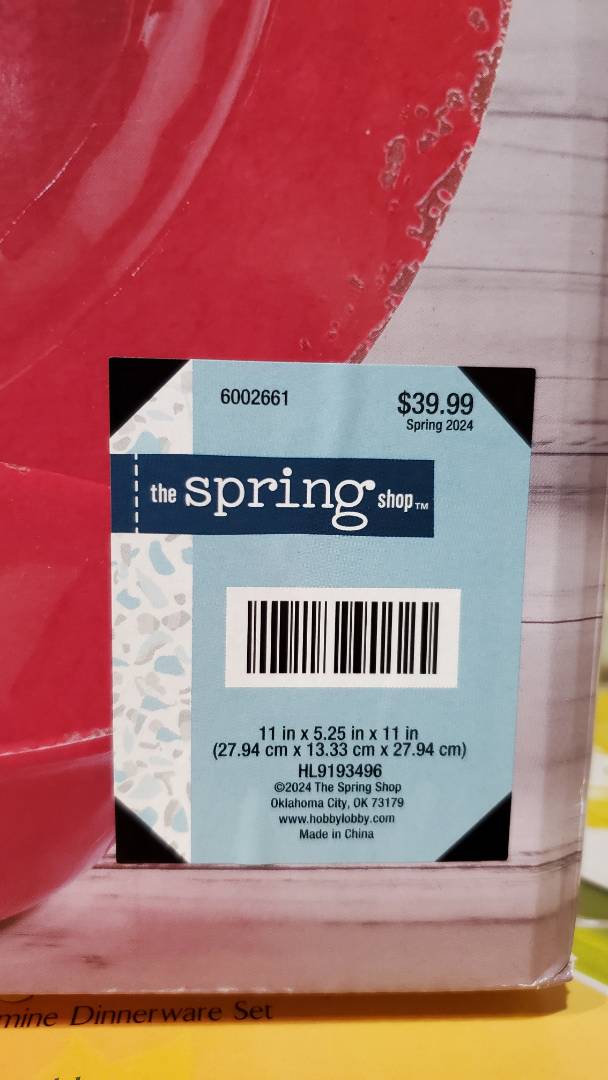 6002661
$39.99
Spring 2024
the spring shop™
11 in x 5.25 in x 11 in
(27.94 cm x 13.33 cm x 27.94 cm)
HL9193496
©2024 The Spring Shop
Oklahoma City, OK 73179
www.hobbylobby.com
Made in China
Dinnerware Set